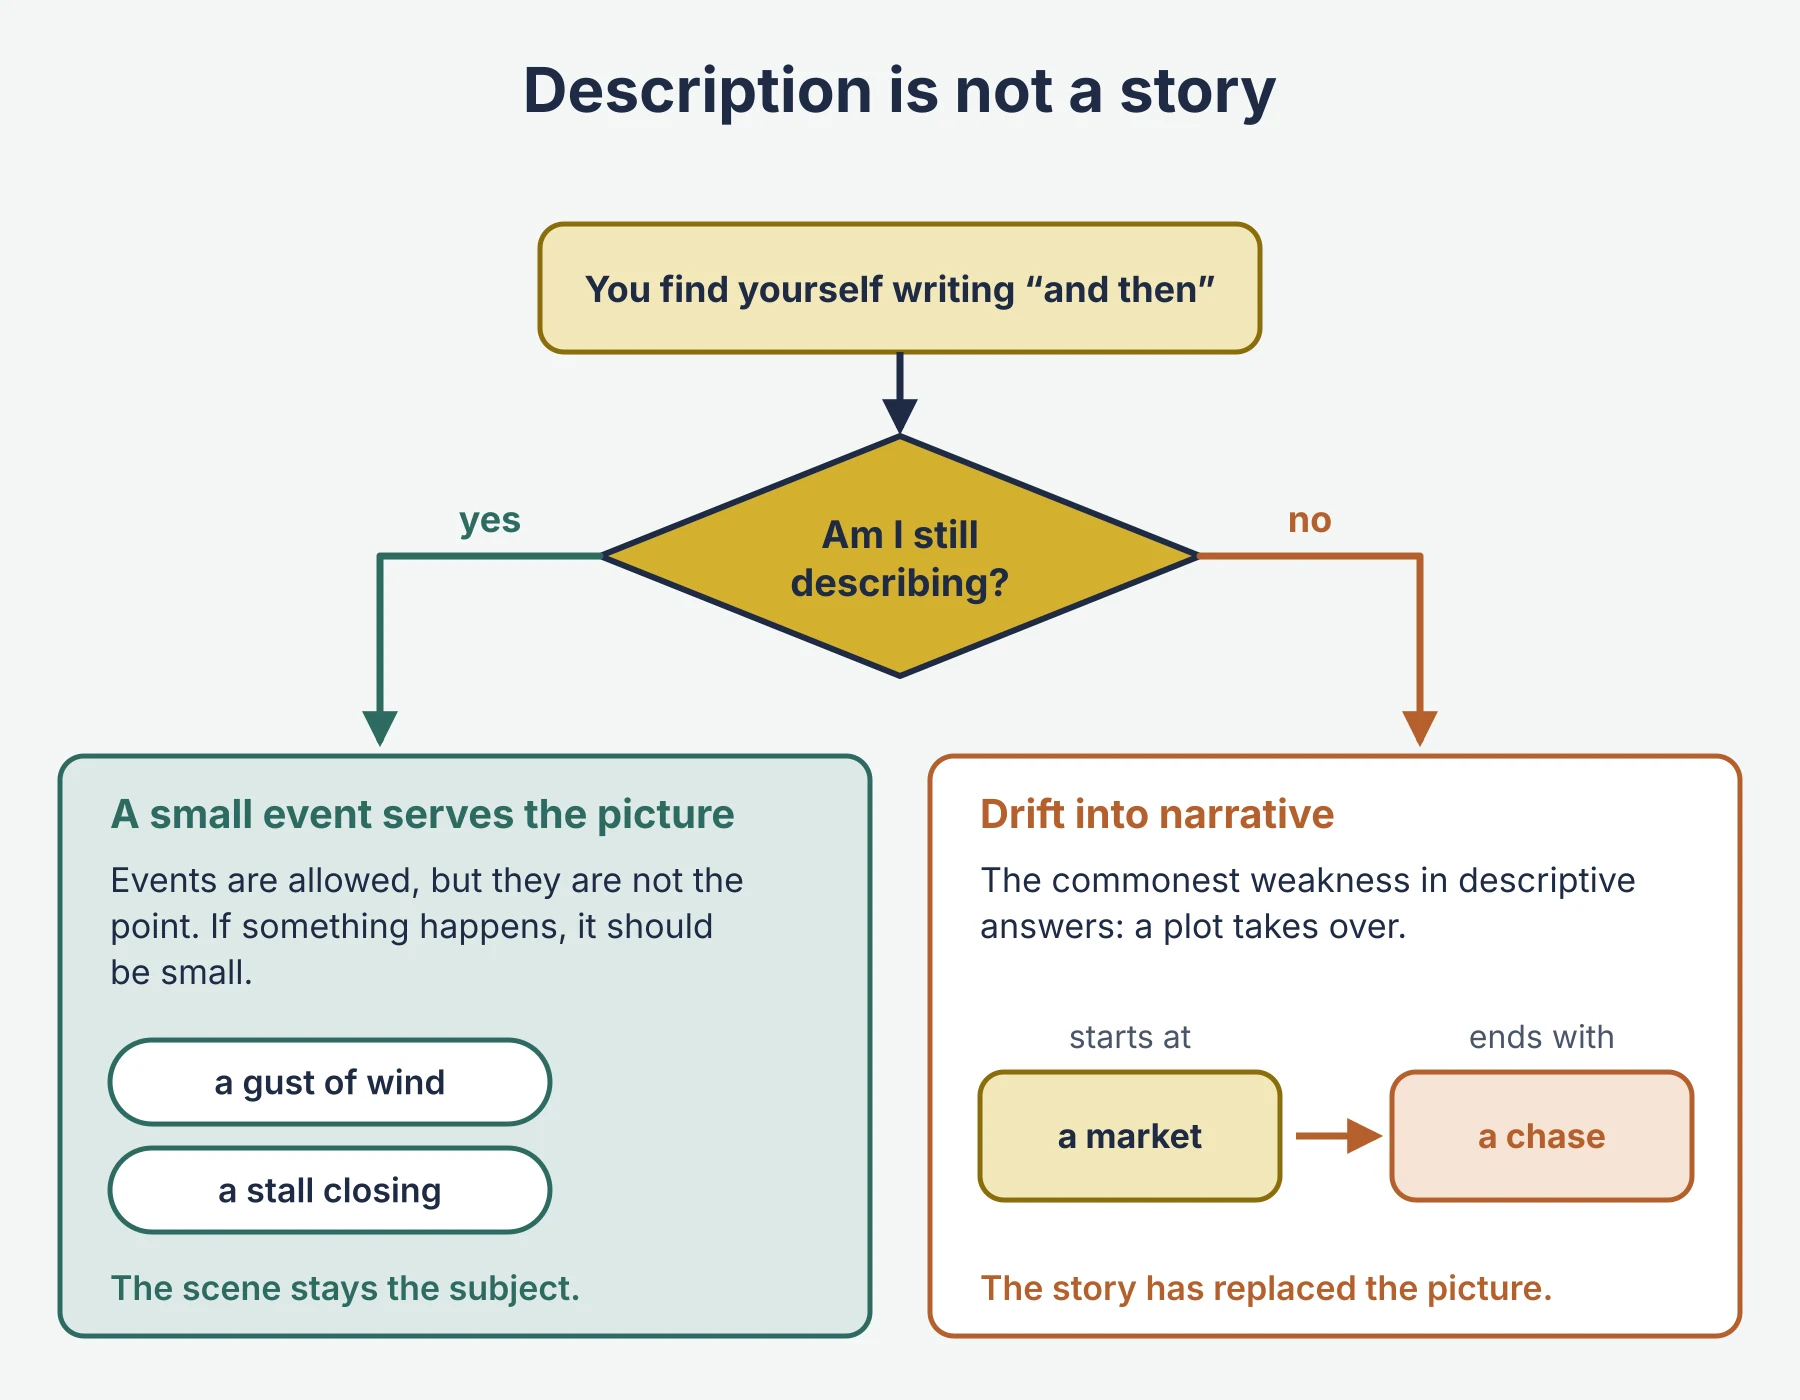 Description is not a story
You find yourself writing “and then”
Am I still
describing?
yes
no
A small event serves the picture
Events are allowed, but they are not the
point. If something happens, it should
be small.
a gust of wind
a stall closing
The scene stays the subject.
Drift into narrative
The commonest weakness in descriptive
answers: a plot takes over.
starts at
a market
ends with
a chase
The story has replaced the picture.